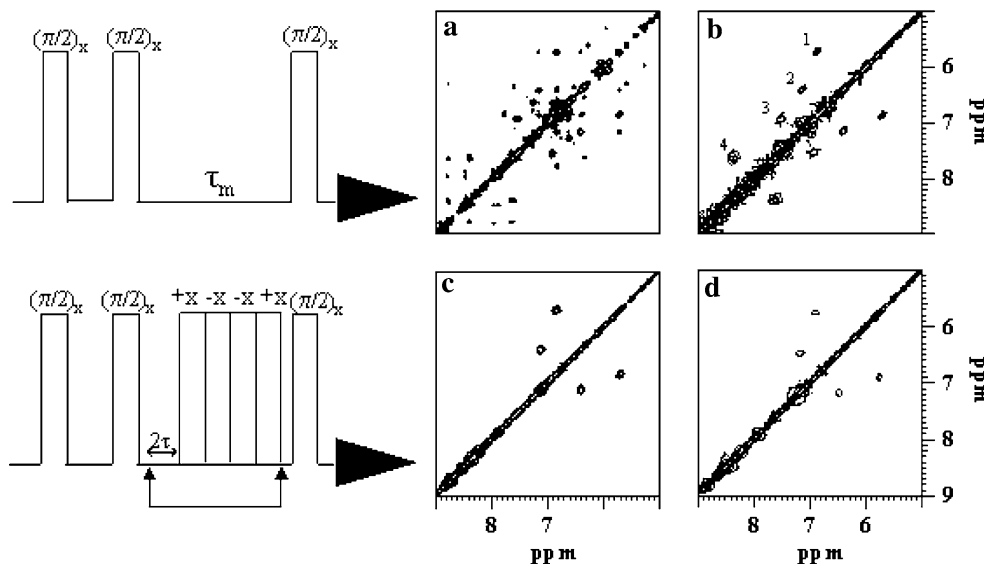 (π/2)x (π/2)x (π/2)x
τm
a
b
1
2
3
4
6
7
8
ppm
(π/2)x (π/2)x +x -x -x +x (π/2)x
2τ
c
d
6
7
8
9
ppm
8 7
ppm
8 7 6
ppm